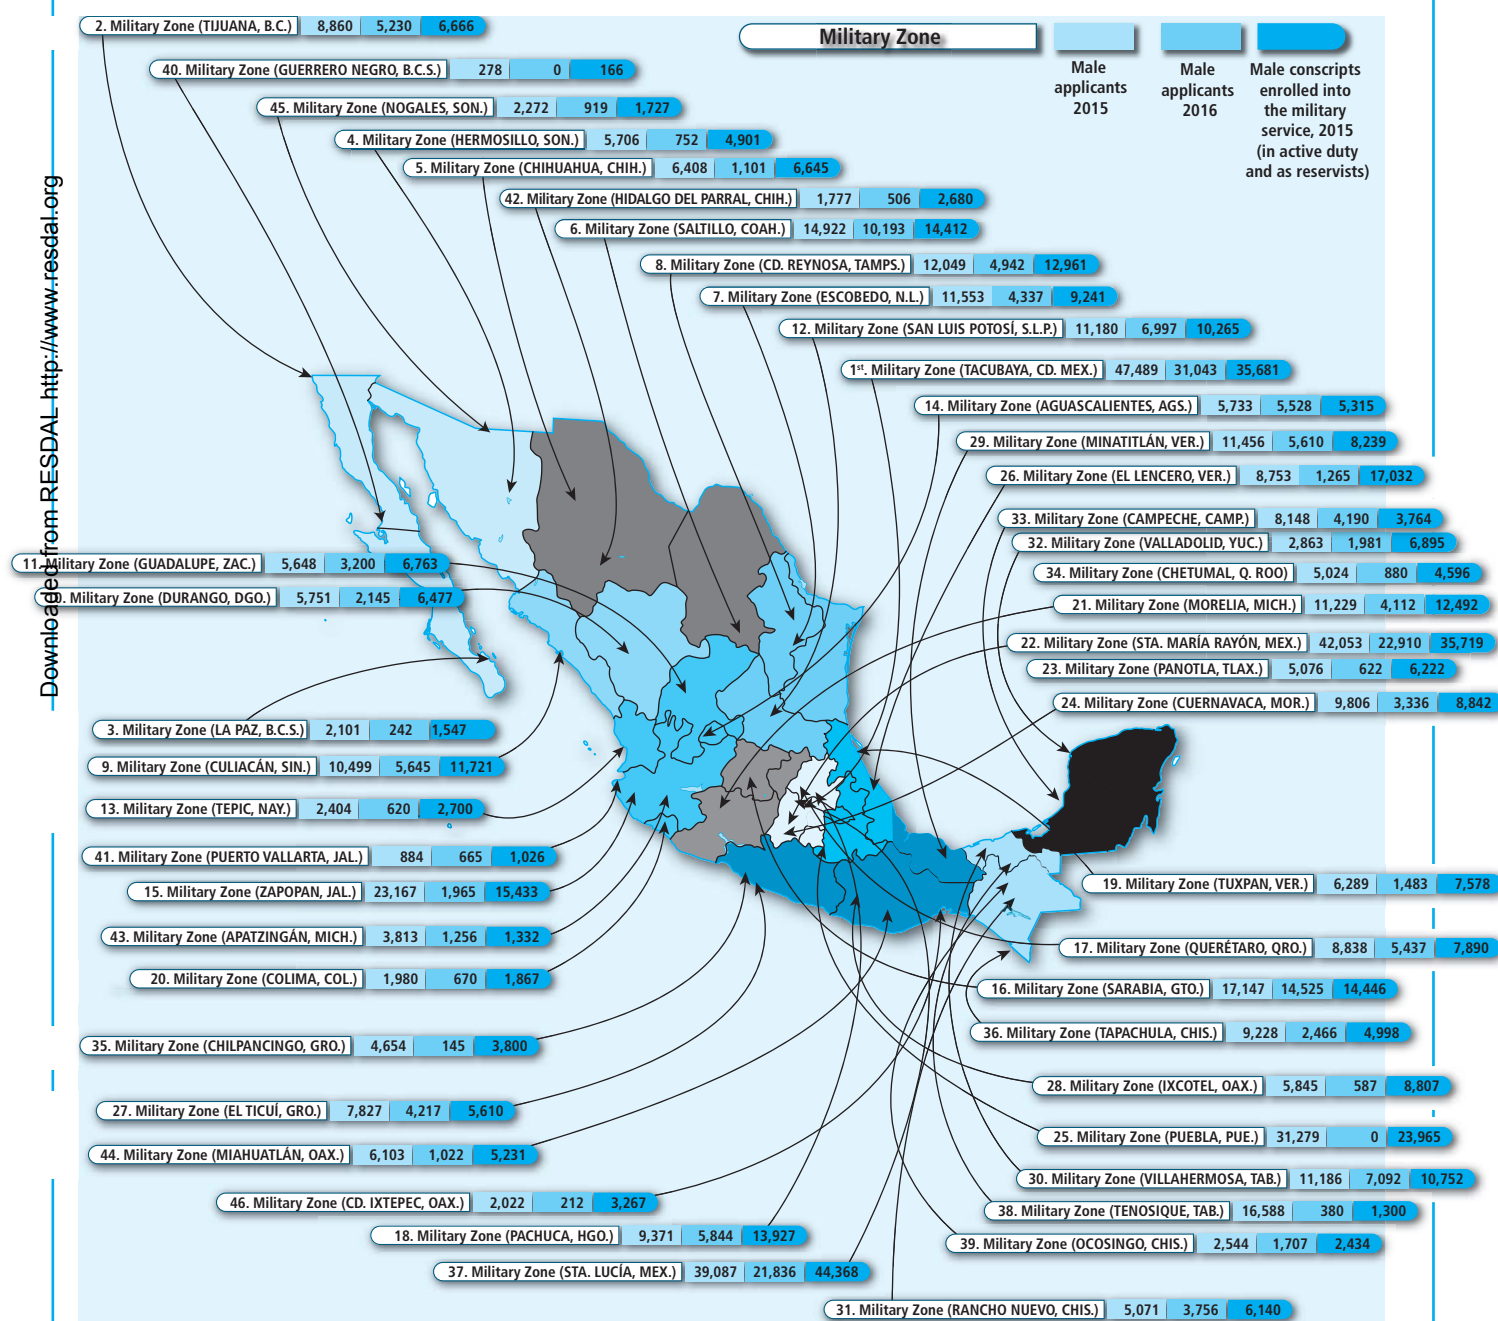 2. Military Zone (TIJUANA, B.C.) 8,860 5,230 6,666
Military Zone
Male applicants 2015
Male applicants 2016
Male conscripts enrolled into the military service, 2015 (in active duty and as reservists)
40. Military Zone (GUERRERO NEGRO, B.C.S.) 278 0 166
45. Military Zone (NOGALES, SON.) 2,272 919 1,727
4. Military Zone (HERMOSILLO, SON.) 5,706 752 4,901
5. Military Zone (CHIHUAHUA, CHIH.) 6,408 1,101 6,645
42. Military Zone (HIDALGO DEL PARRAL, CHIH.) 1,777 506 2,680
6. Military Zone (SALTILLO, COAH.) 14,922 10,193 14,412
8. Military Zone (CD. REYNOSA, TAMPS.) 12,049 4,942 12,961
7. Military Zone (ESCOBEDO, N.L.) 11,553 4,337 9,241
12. Military Zone (SAN LUIS POTOSÍ, S.L.P.) 11,180 6,997 10,265
1st. Military Zone (TACUBAYA, CD. MEX.) 47,489 31,043 35,681
14. Military Zone (AGUASCALIENTES, AGS.) 5,733 5,528 5,315
29. Military Zone (MINATITLÁN, VER.) 11,456 5,610 8,239
26. Military Zone (EL LENCERO, VER.) 8,753 1,265 17,032
33. Military Zone (CAMPECHE, CAMP.) 8,148 4,190 3,764
32. Military Zone (VALLADOLID, YUC.) 2,863 1,981 6,895
34. Military Zone (CHETUMAL, Q. ROO) 5,024 880 4,596
21. Military Zone (MORELIA, MICH.) 11,229 4,112 12,492
22. Military Zone (STA. MARÍA RAYÓN, MEX.) 42,053 22,910 35,719
23. Military Zone (PANOTLA, TLAX.) 5,076 622 6,222
24. Military Zone (CUERNAVACA, MOR.) 9,806 3,336 8,842
Downloaded from RESDAL http://www.resdal.org
11. Military Zone (GUADALUPE, ZAC.) 5,648 3,200 6,763
0. Military Zone (DURANGO, DGO.) 5,751 2,145 6,477
3. Military Zone (LA PAZ, B.C.S.) 2,101 242 1,547
9. Military Zone (CULIACÁN, SIN.) 10,499 5,645 11,721
13. Military Zone (TEPIC, NAY.) 2,404 620 2,700
41. Military Zone (PUERTO VALLARTA, JAL.) 884 665 1,026
15. Military Zone (ZAPOPAN, JAL.) 23,167 1,965 15,433
43. Military Zone (APATZINGÁN, MICH.) 3,813 1,256 1,332
20. Military Zone (COLIMA, COL.) 1,980 670 1,867
35. Military Zone (CHILPANCINGO, GRO.) 4,654 145 3,800
27. Military Zone (EL TICUÍ, GRO.) 7,827 4,217 5,610
44. Military Zone (MIAHUATLÁN, OAX.) 6,103 1,022 5,231
46. Military Zone (CD. IXTEPEC, OAX.) 2,022 212 3,267
18. Military Zone (PACHUCA, HGO.) 9,371 5,844 13,927
37. Military Zone (STA. LUCÍA, MEX.) 39,087 21,836 44,368
19. Military Zone (TUXPAN, VER.) 6,289 1,483 7,578
17. Military Zone (QUERÉTARO, QRO.) 8,838 5,437 7,890
16. Military Zone (SARABIA, GTO.) 17,147 14,525 14,446
36. Military Zone (TAPACHULA, CHIS.) 9,228 2,466 4,998
28. Military Zone (IXCOTEL, OAX.) 5,845 587 8,807
25. Military Zone (PUEBLA, PUE.) 31,279 0 23,965
30. Military Zone (VILLAHERMOSA, TAB.) 11,186 7,092 10,752
38. Military Zone (TENOSIQUE, TAB.) 16,588 380 1,300
39. Military Zone (OCOSINGO, CHIS.) 2,544 1,707 2,434
31. Military Zone (RANCHO NUEVO, CHIS.) 5,071 3,756 6,140